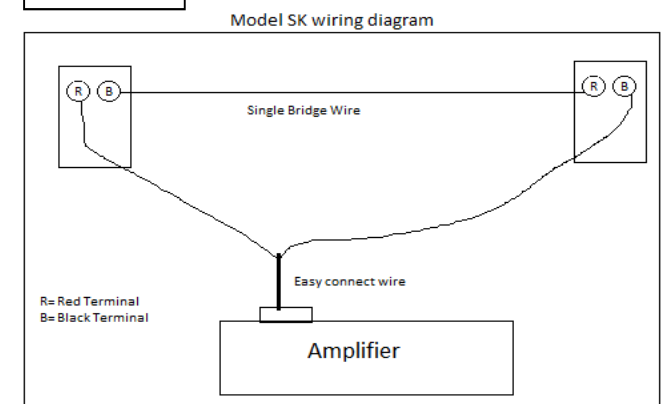 Model SK wiring diagram
R B
R B
Single Bridge Wire
Easy connect wire
R= Red Terminal
B= Black Terminal
Amplifier